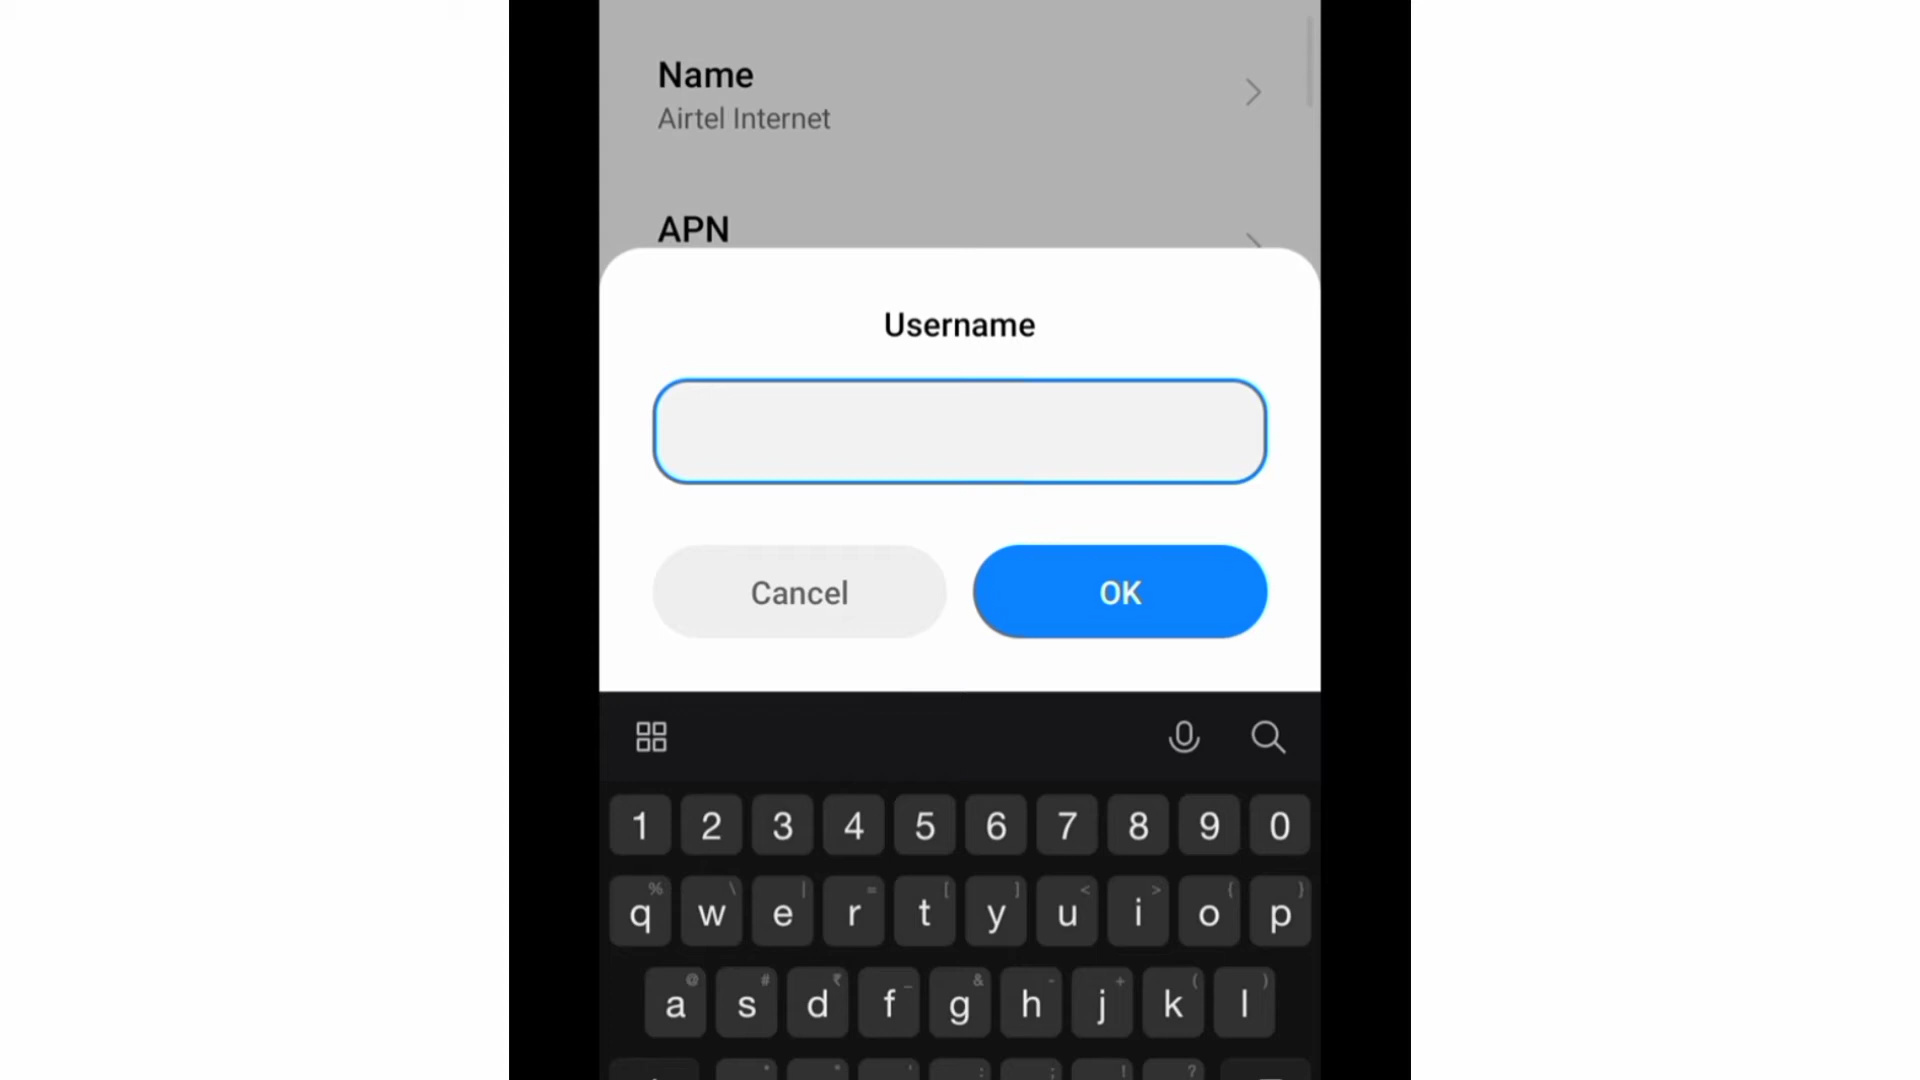 Name
Airtel Internet
APN
Username
Cancel
OK
1 2 3 4 5 6 7 8 9 0
% \ | = [ ] < > { }
q w e r t y u i o p
@ # ₹ _ & - + ( )
a s d f g h j k l